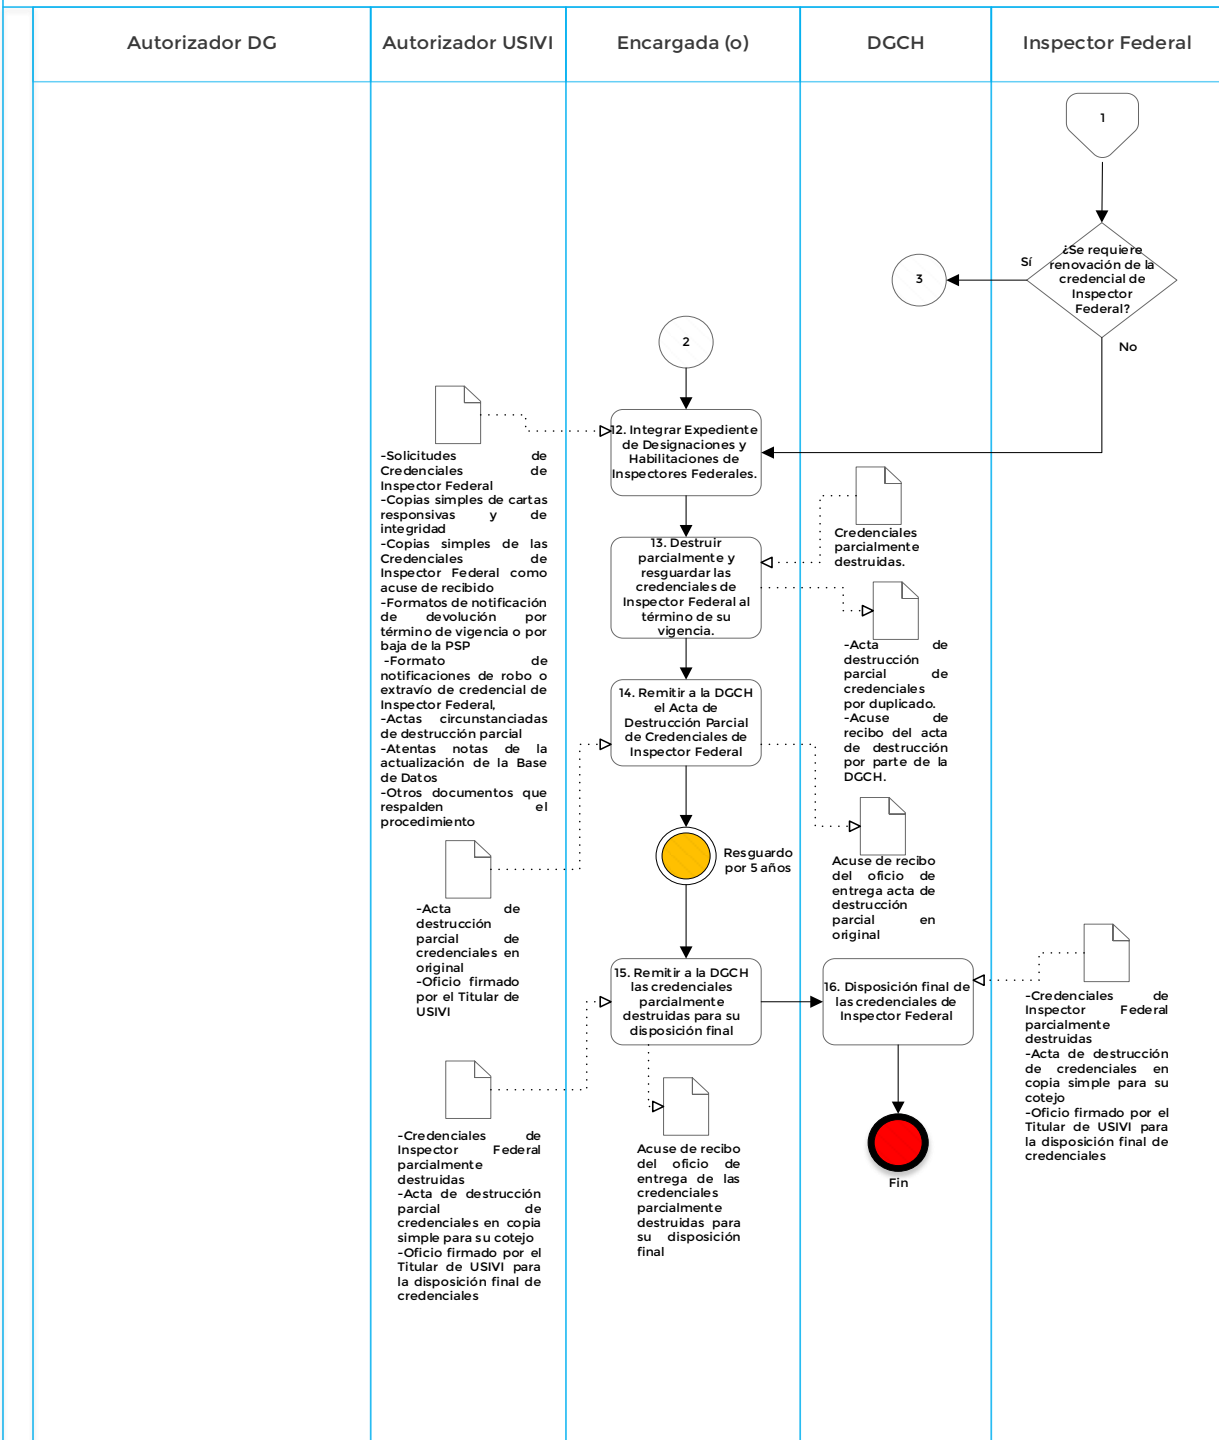 Autorizador DG
Autorizador USIVI
Encargada (o)
DGCH
Inspector Federal
1
¿Se requiere
renovación de la
credencial de
Inspector
Federal?
Sí
No
3
2
12. Integrar Expediente
de Designaciones y
Habilitaciones de
Inspectores Federales.
-Solicitudes de
Credenciales de
Inspector Federal
-Copias simples de cartas
responsivas y de
integridad
-Copias simples de las
Credenciales de
Inspector Federal como
acuse de recibido
-Formatos de notificación
de devolución por
término de vigencia o por
baja de la PSP
-Formato de
notificaciones de robo o
extravío de credencial de
Inspector Federal,
-Actas circunstanciadas
de destrucción parcial
-Atentas notas de la
actualización de la Base
de Datos
-Otros documentos que
respalden el
procedimiento
Credenciales
parcialmente
destruidas.
13. Destruir
parcialmente y
resguardar las
credenciales de
Inspector Federal al
término de su
vigencia.
-Acta de
destrucción
parcial de
credenciales
por duplicado.
-Acuse de
recibo del acta
de destrucción
por parte de la
DGCH.
14. Remitir a la DGCH
el Acta de
Destrucción Parcial
de Credenciales de
Inspector Federal
-Acta de
destrucción
parcial de
credenciales en
original
-Oficio firmado
por el Titular de
USIVI
Resguardo
por 5 años
Acuse de recibo
del oficio de
entrega acta de
destrucción
parcial en
original
15. Remitir a la DGCH
las credenciales
parcialmente
destruidas para su
disposición final
16. Disposición final de
las credenciales de
Inspector Federal
-Credenciales de
Inspector Federal
parcialmente
destruidas
-Acta de destrucción
de credenciales en
copia simple para su
cotejo
-Oficio firmado por el
Titular de USIVI para
la disposición final de
credenciales
-Credenciales de
Inspector Federal
parcialmente
destruidas
-Acta de destrucción
parcial de
credenciales en copia
simple para su cotejo
-Oficio firmado por el
Titular de USIVI para
la disposición final de
credenciales
Acuse de recibo
del oficio de
entrega de las
credenciales
parcialmente
destruidas para
su disposición
final
Fin